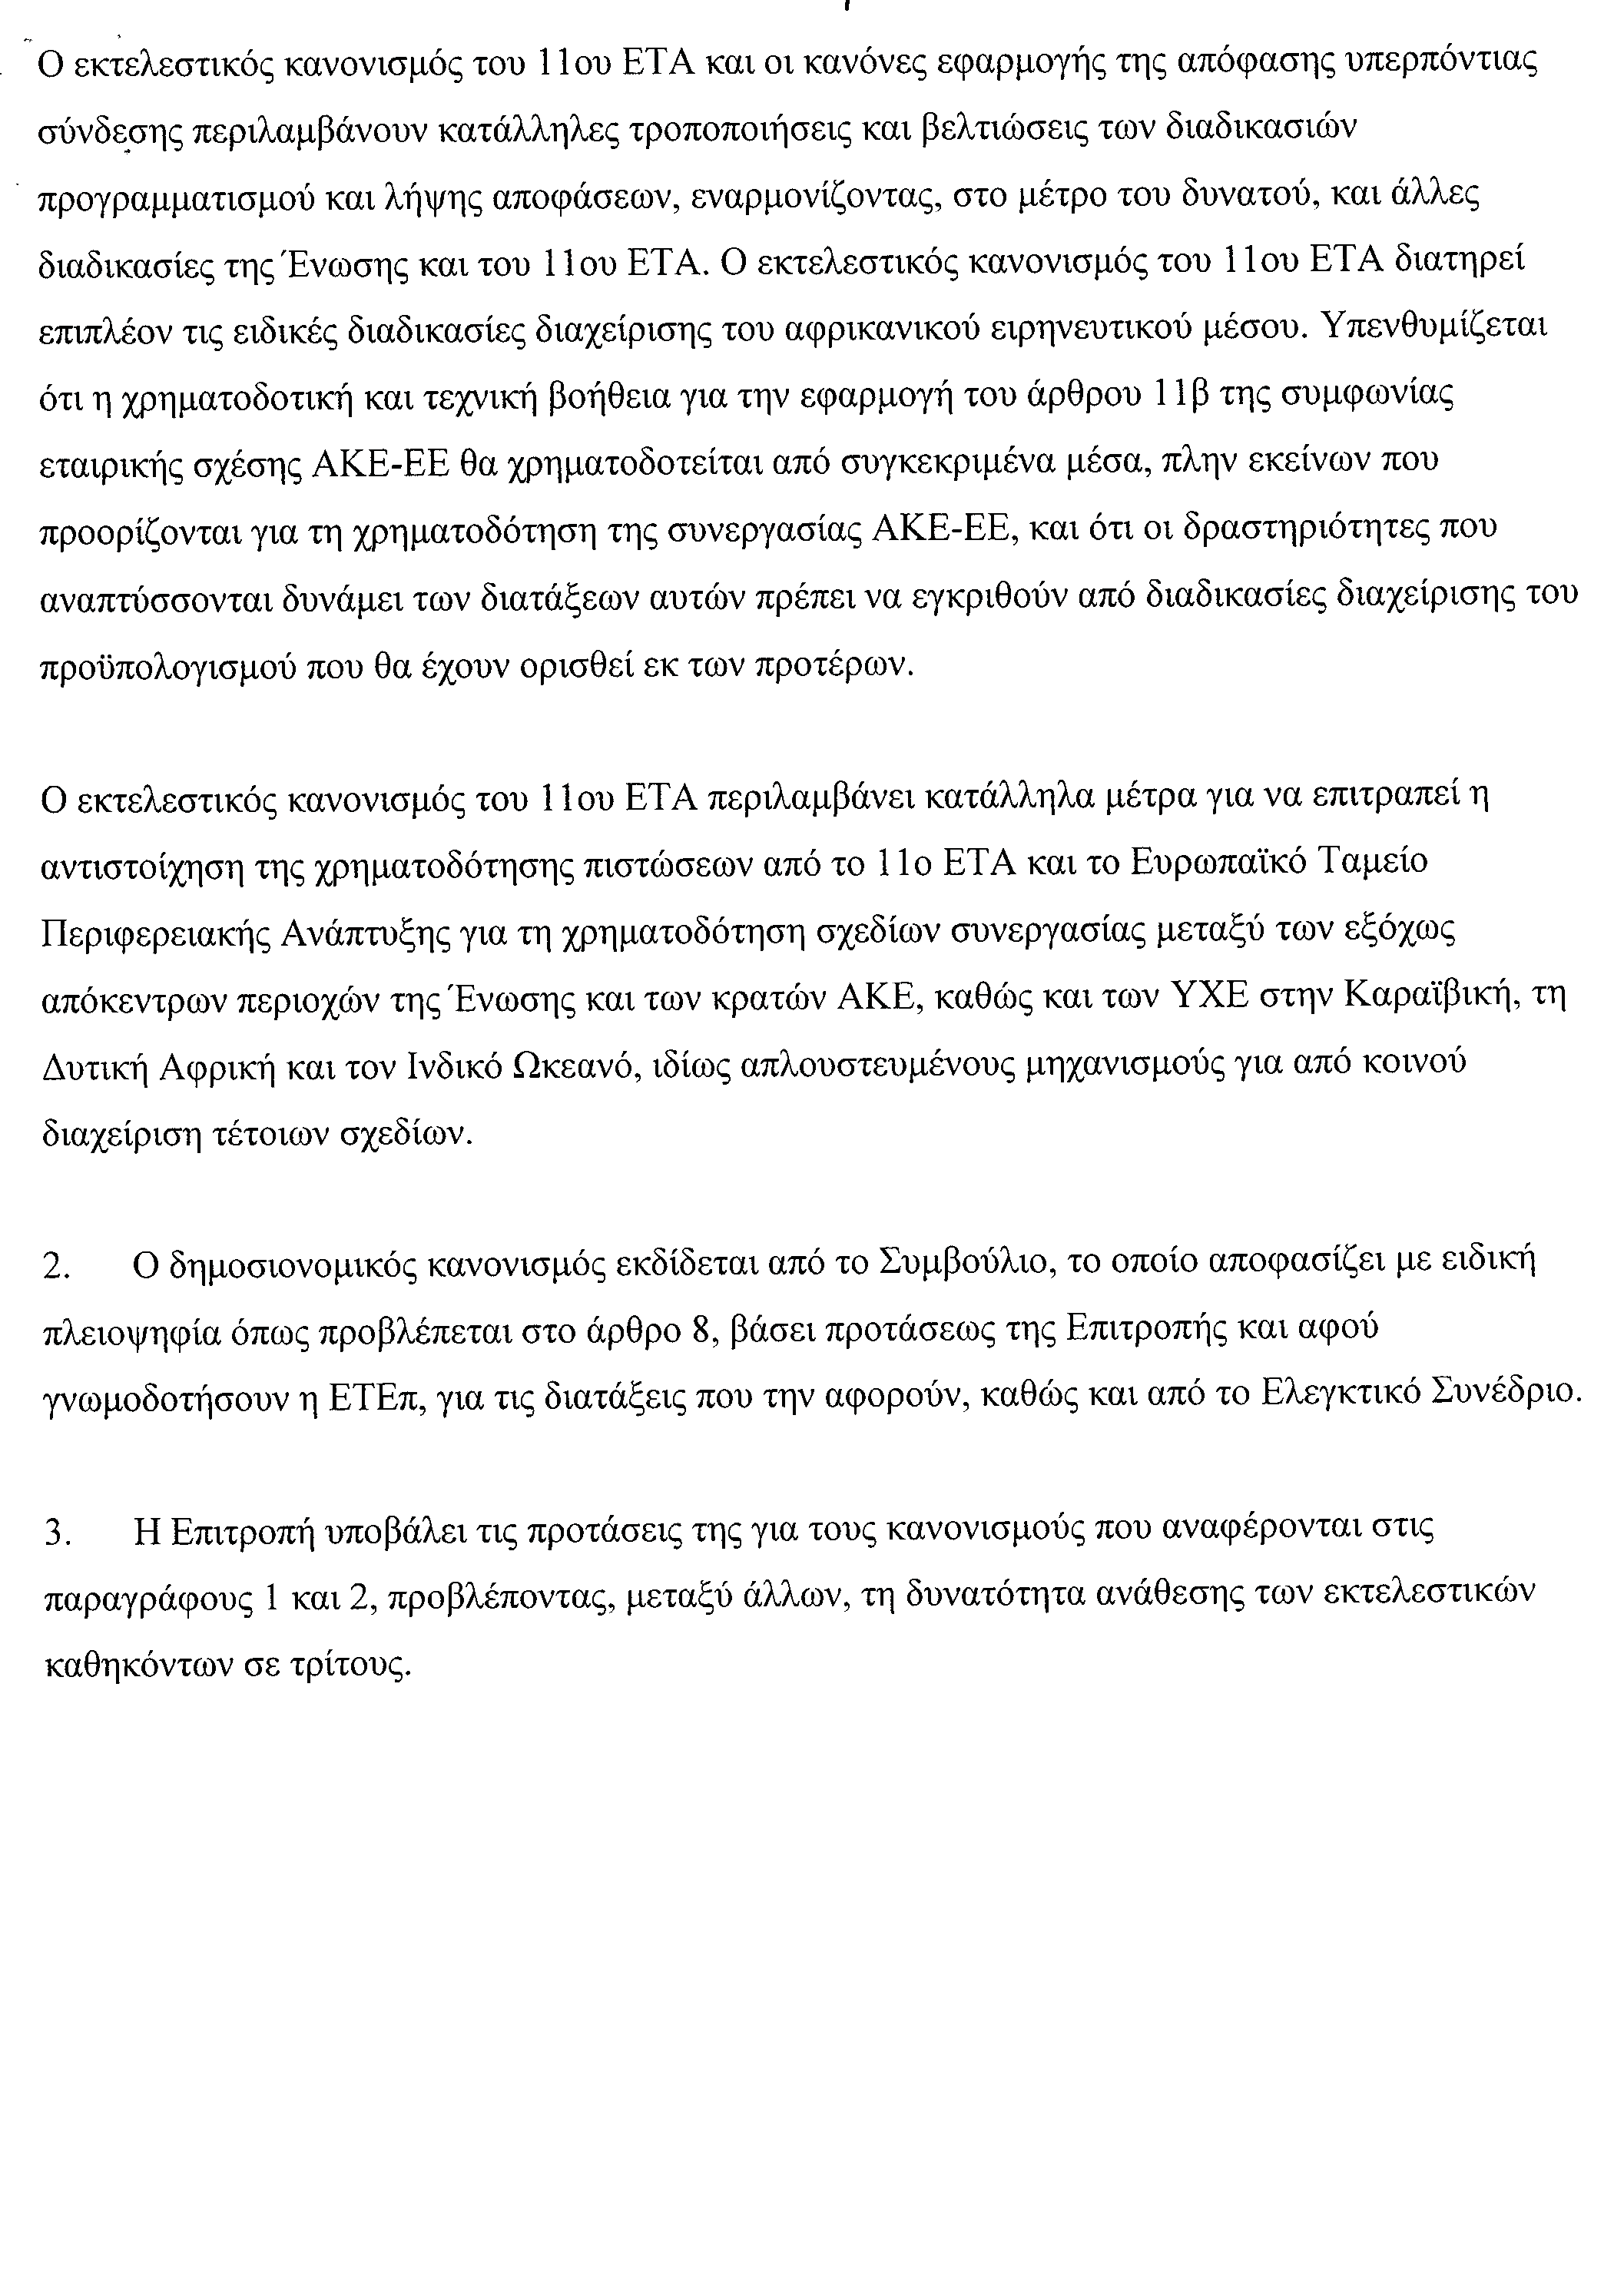 Ο εκτελεστικός κανονισμός του 11ου ΕΤΑ και οι κανόνες εφαρμογής της απόφασης υπερπόντιας
σύνδεσης περιλαμβάνουν κατάλληλες τροποποιήσεις και βελτιώσεις των διαδικασιών
προγραμματισμού και λήψης αποφάσεων, εναρμονίζοντας, στο μέτρο του δυνατού, και άλλες
διαδικασίες της Ένωσης και του 11ου ΕΤΑ. Ο εκτελεστικός κανονισμός του 11ου ΕΤΑ διατηρεί
επιπλέον τις ειδικές διαδικασίες διαχείρισης του αφρικανικού ειρηνευτικού μέσου. Υπενθυμίζεται
ότι η χρηματοδοτική και τεχνική βοήθεια για την εφαρμογή του άρθρου 11β της συμφωνίας
εταιρικής σχέσης ΑΚΕ-ΕΕ θα χρηματοδοτείται από συγκεκριμένα μέσα, πλην εκείνων που
προορίζονται για τη χρηματοδότηση της συνεργασίας ΑΚΕ-ΕΕ, και ότι οι δραστηριότητες που
αναπτύσσονται δυνάμει των διατάξεων αυτών πρέπει να εγκριθούν από διαδικασίες διαχείρισης του
προϋπολογισμού που θα έχουν ορισθεί εκ των προτέρων.
Ο εκτελεστικός κανονισμός του 11ου ΕΤΑ περιλαμβάνει κατάλληλα μέτρα για να επιτραπεί η
αντιστοίχηση της χρηματοδότησης πιστώσεων από το 11ο ΕΤΑ και το Ευρωπαϊκό Ταμείο
Περιφερειακής Ανάπτυξης για τη χρηματοδότηση σχεδίων συνεργασίας μεταξύ των εξόχως
απόκεντρων περιοχών της Ένωσης και των κρατών ΑΚΕ, καθώς και των ΥΧΕ στην Καραϊβική, τη
Δυτική Αφρική και τον Ινδικό Ωκεανό, ιδίως απλουστευμένους μηχανισμούς για από κοινού
διαχείριση τέτοιων σχεδίων.
2. Ο δημοσιονομικός κανονισμός εκδίδεται από το Συμβούλιο, το οποίο αποφασίζει με ειδική
πλειοψηφία όπως προβλέπεται στο άρθρο 8, βάσει προτάσεως της Επιτροπής και αφού
γνωμοδοτήσουν η ΕΤΕπ, για τις διατάξεις που την αφορούν, καθώς και από το Ελεγκτικό Συνέδριο.
3. Η Επιτροπή υποβάλει τις προτάσεις της για τους κανονισμούς που αναφέρονται στις
παραγράφους 1 και 2, προβλέποντας, μεταξύ άλλων, τη δυνατότητα ανάθεσης των εκτελεστικών
καθηκόντων σε τρίτους.